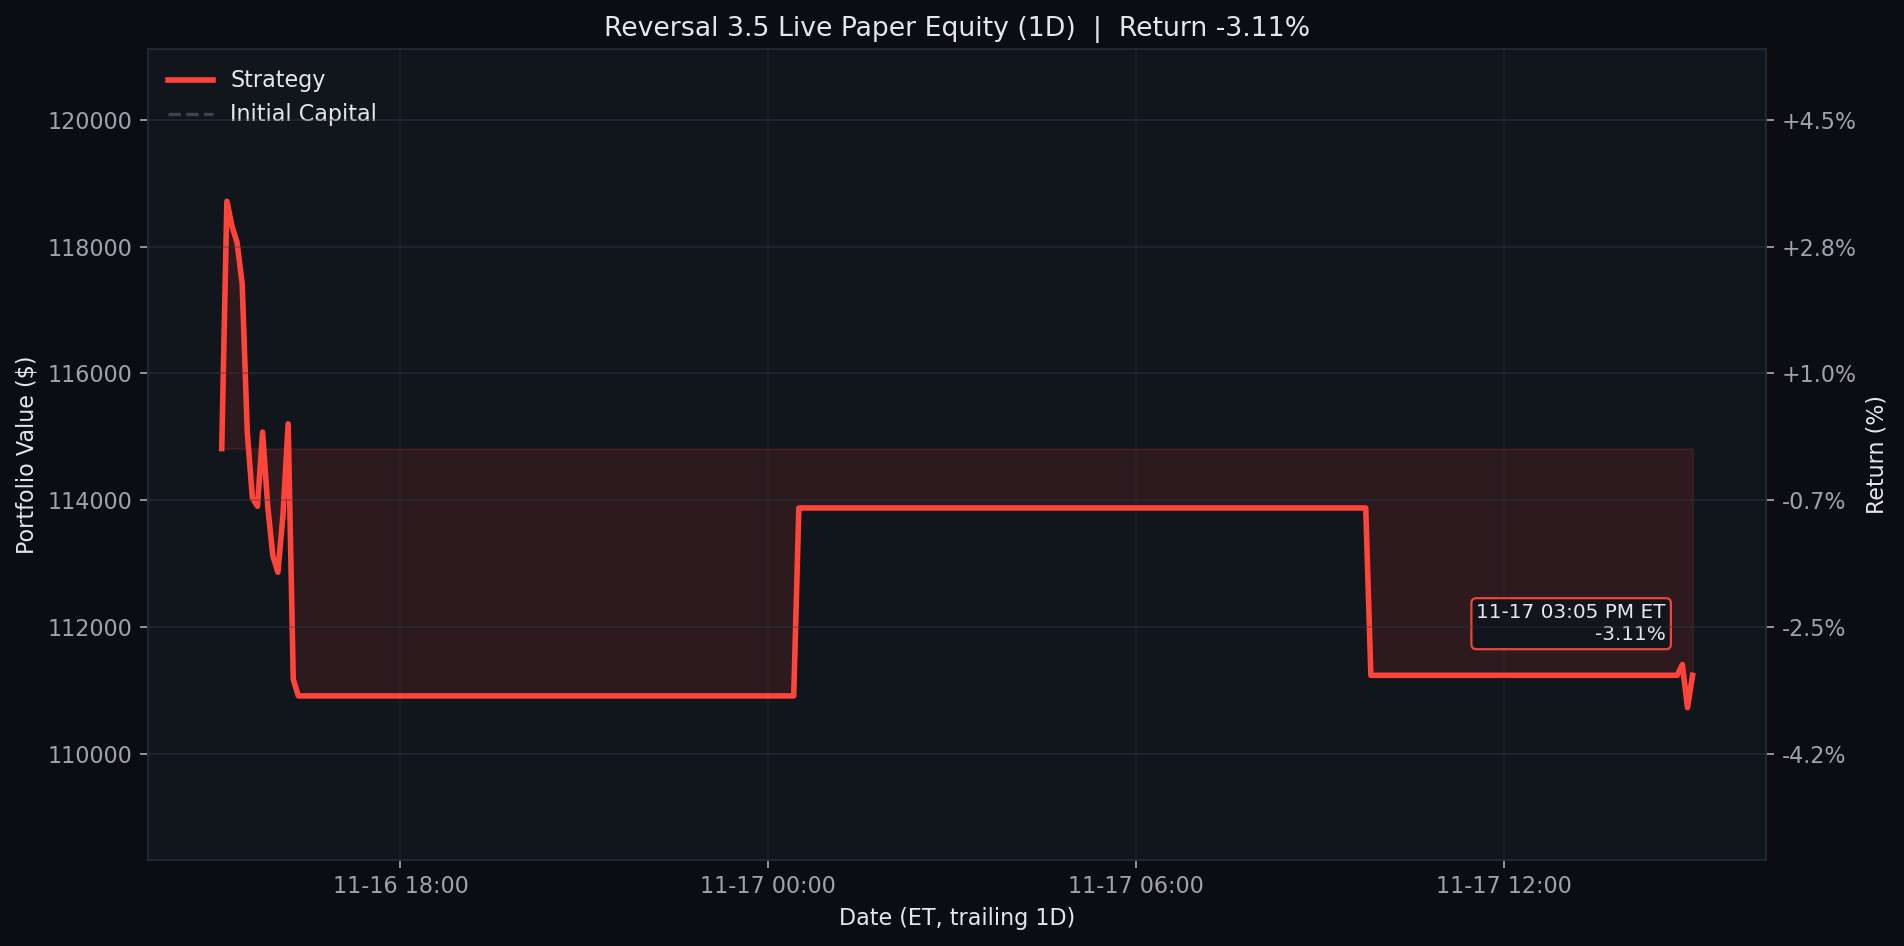 Reversal 3.5 Live Paper Equity (1D)  |  Return -3.11%
Strategy
Initial Capital
120000
118000
116000
114000
112000
110000
Portfolio Value ($)
+4.5%
+2.8%
+1.0%
-0.7%
-2.5%
-4.2%
Return (%)
11-17 03:05 PM ET
-3.11%
11-16 18:00
11-17 00:00
11-17 06:00
11-17 12:00
Date (ET, trailing 1D)